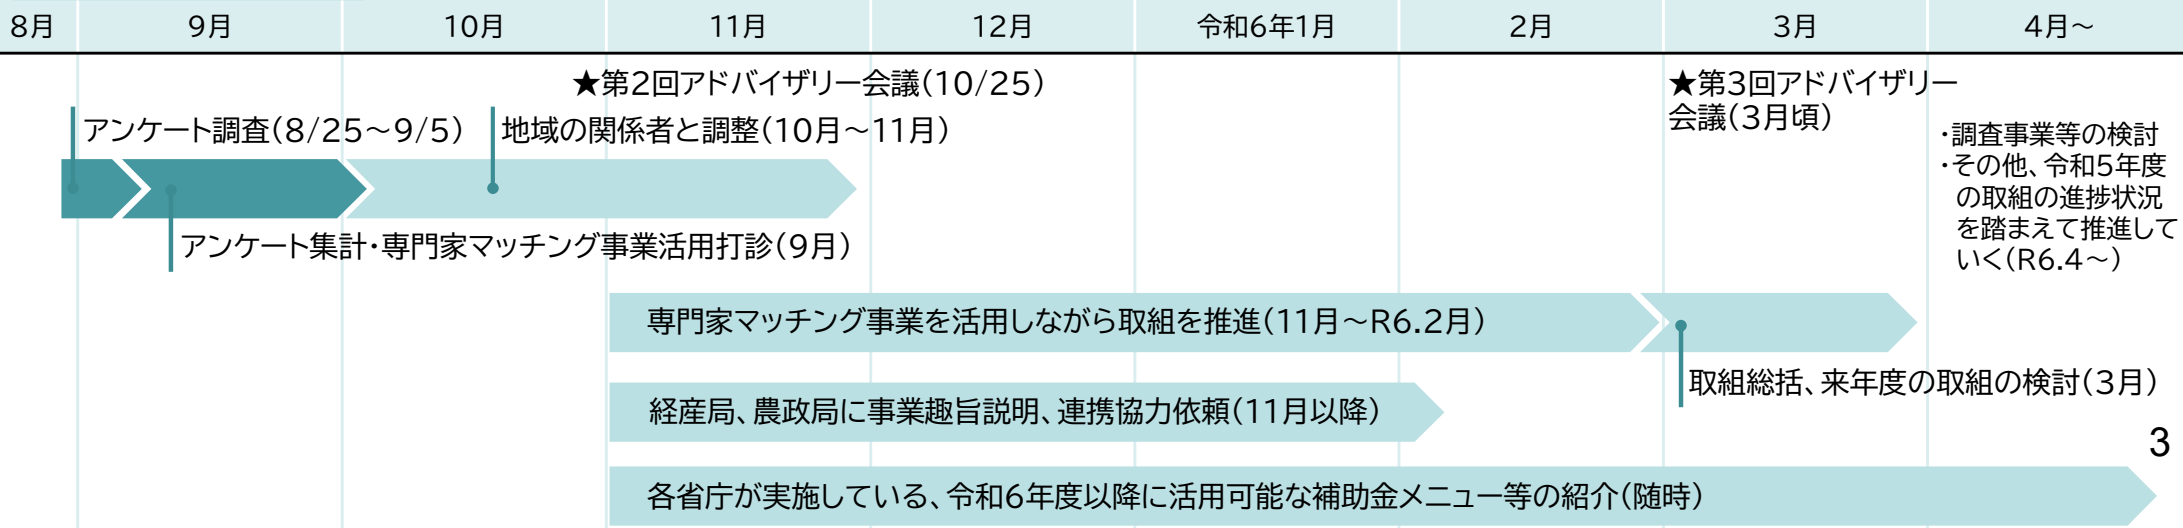 8月 9月 10月 11月 12月 令和6年1月 2月 3月 4月～
★第2回アドバイザリー会議(10/25)
★第3回アドバイザリー
会議(3月頃)
アンケート調査(8/25～9/5)
地域の関係者と調整(10月～11月)
・調査事業等の検討
・その他、令和5年度
の取組の進捗状況
を踏まえて推進して
いく(R6.4～)
アンケート集計・専門家マッチング事業活用打診(9月)
専門家マッチング事業を活用しながら取組を推進(11月～R6.2月)
取組総括、来年度の取組の検討(3月)
経産局、農政局に事業趣旨説明、連携協力依頼(11月以降)
各省庁が実施している、令和6年度以降に活用可能な補助金メニュー等の紹介(随時)
3